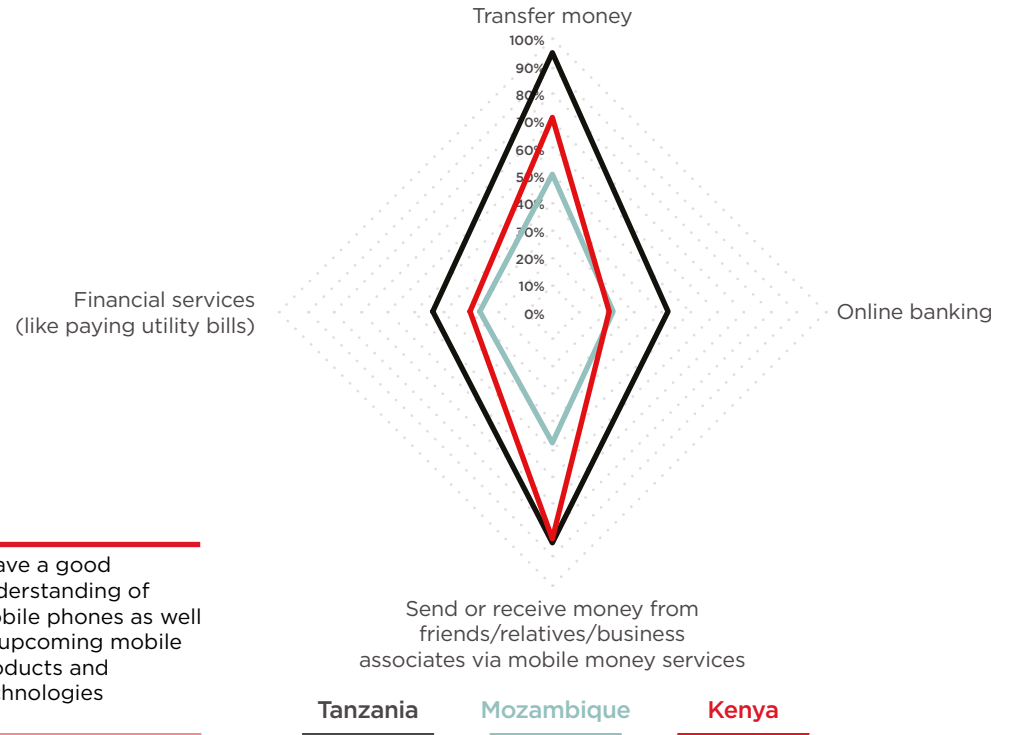 Transfer money
100%
90%
80%
70%
60%
50%
40%
30%
20%
10%
0%
Financial services
(like paying utility bills)
Online banking
ave a good
derstanding of
bile phones as well
upcoming mobile
oducts and
chnologies
Send or receive money from
friends/relatives/business
associates via mobile money services
Tanzania
Mozambique
Kenya